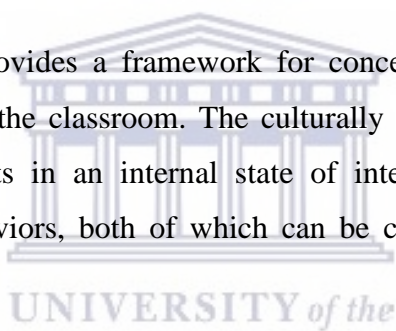 ovides a framework for conce
the classroom. The culturally
ts in an internal state of inte
viors, both of which can be c
UNIVERSITY of the